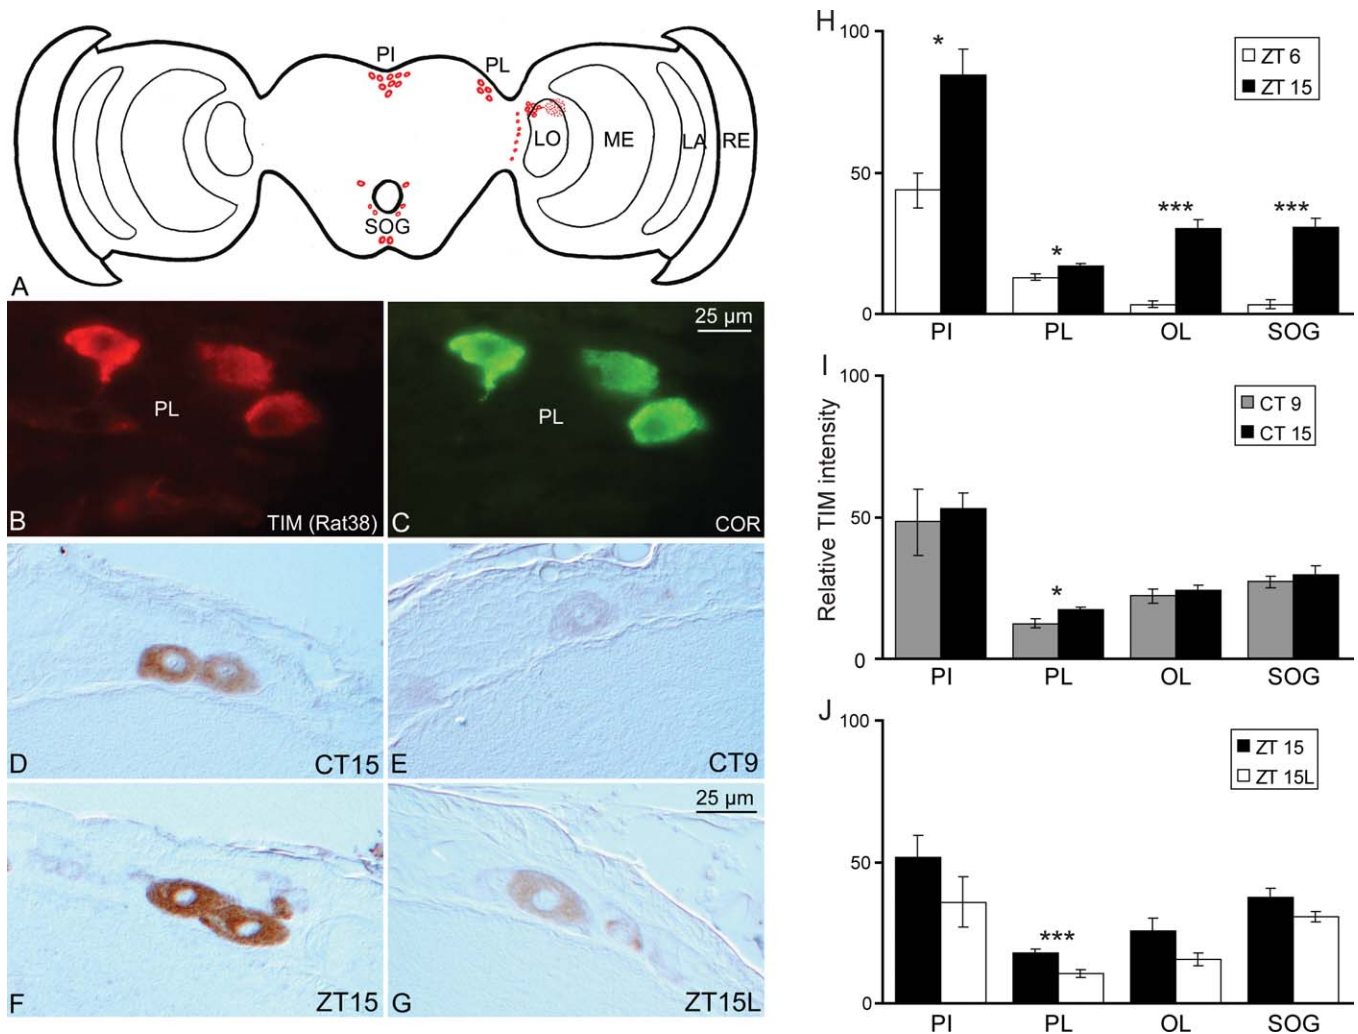 PI
PL
LO
ME
LA
RE
SOG
A
25 µm
PL
PL
B
TIM (Rat38)
C
COR
D
CT15
E
CT9
25 µm
F
ZT15
G
ZT15L
H
100
*
ZT 6
ZT 15
50
***
***
*
0
PI
PL
OL
SOG
I
100
CT 9
CT 15
Relative TIM intensity
50
*
0
PI
PL
OL
SOG
J
100
ZT 15
ZT 15L
50
***
0
PI
PL
OL
SOG